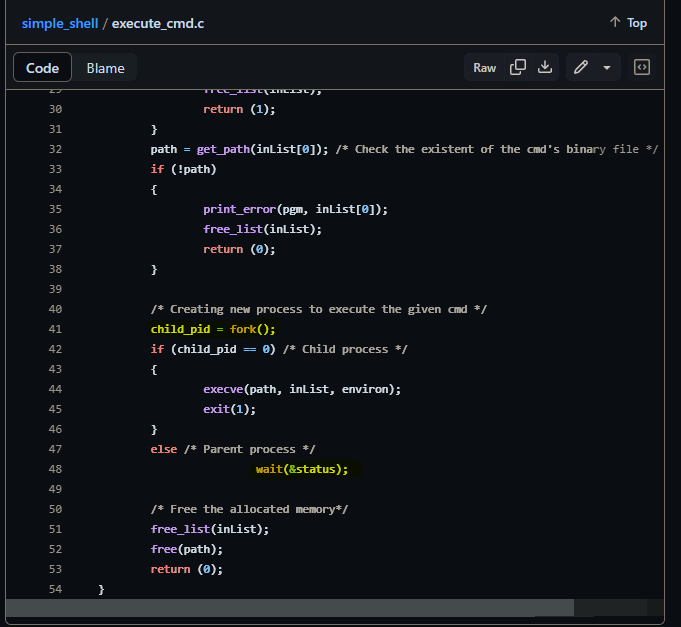 simple_shell / execute_cmd.c
Top
Code Blame
Raw
29 free_list(inList);
30 return (1);
31 }
32 path = get_path(inList[0]); /* Check the existent of the cmd's binary file */
33 if (!path)
34 {
35 print_error(pgm, inList[0]);
36 free_list(inList);
37 return (0);
38 }
39
40 /* Creating new process to execute the given cmd */
41 child_pid = fork();
42 if (child_pid == 0) /* Child process */
43 {
44 execve(path, inList, environ);
45 exit(1);
46 }
47 else /* Parent process */
48 wait(&status);
49
50 /* Free the allocated memory*/
51 free_list(inList);
52 free(path);
53 return (0);
54 }